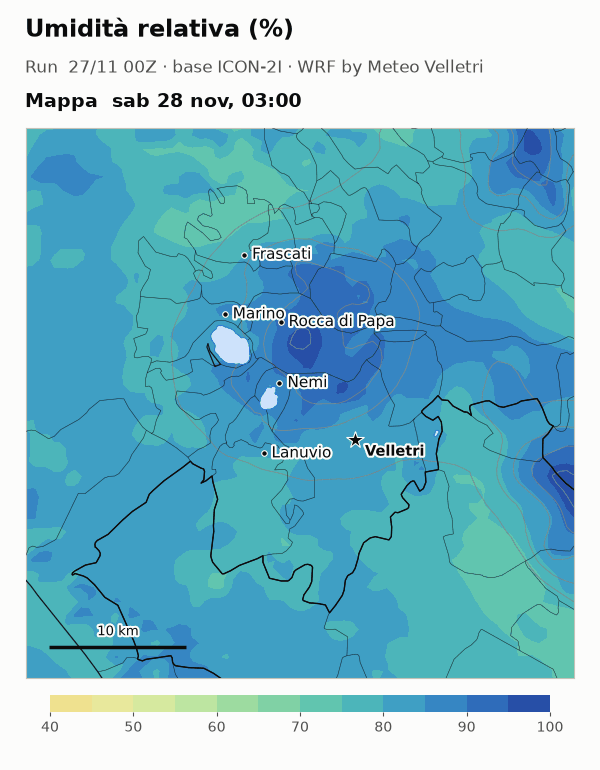 Umidità relativa (%)
Run  27/11 00Z · base ICON-2I · WRF by Meteo Velletri
Mappa  sab 28 nov, 03:00
Frascati
Marino
Rocca di Papa
Nemi
Velletri
Lanuvio
10 km
40 50 60 70 80 90 100